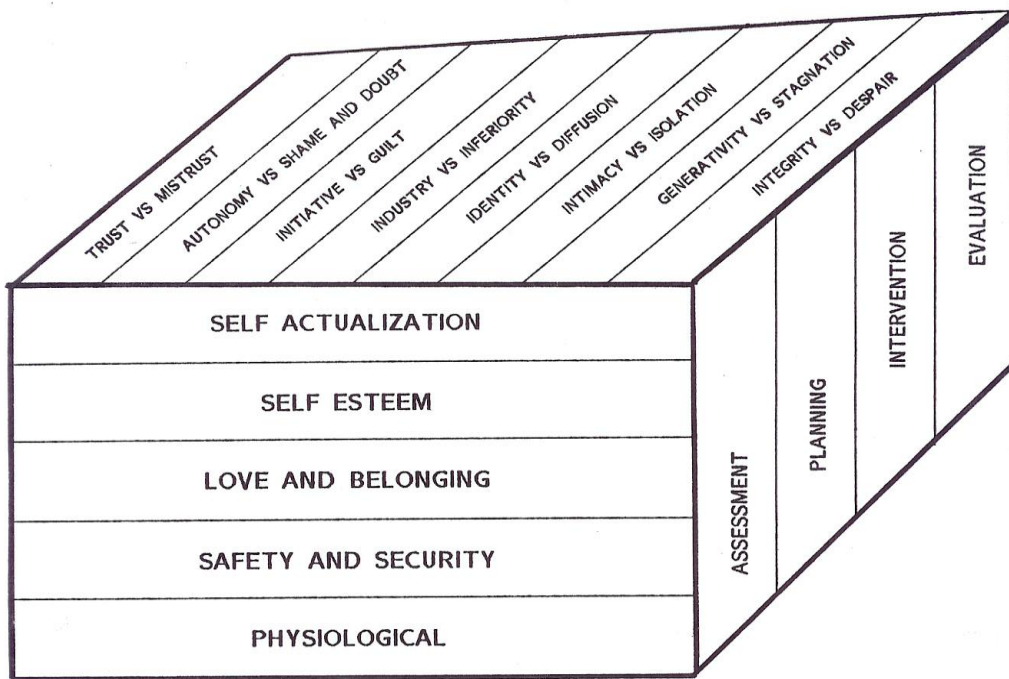 TRUST VS MISTRUST
AUTONOMY VS SHAME AND DOUBT
INITIATIVE VS GUILT
INDUSTRY VS INFERIORITY
IDENTITY VS DIFFUSION
INTIMACY VS ISOLATION
GENERATIVITY VS STAGNATION
INTEGRITY VS DESPAIR
SELF ACTUALIZATION
SELF ESTEEM
LOVE AND BELONGING
SAFETY AND SECURITY
PHYSIOLOGICAL
ASSESSMENT
PLANNING
INTERVENTION
EVALUATION